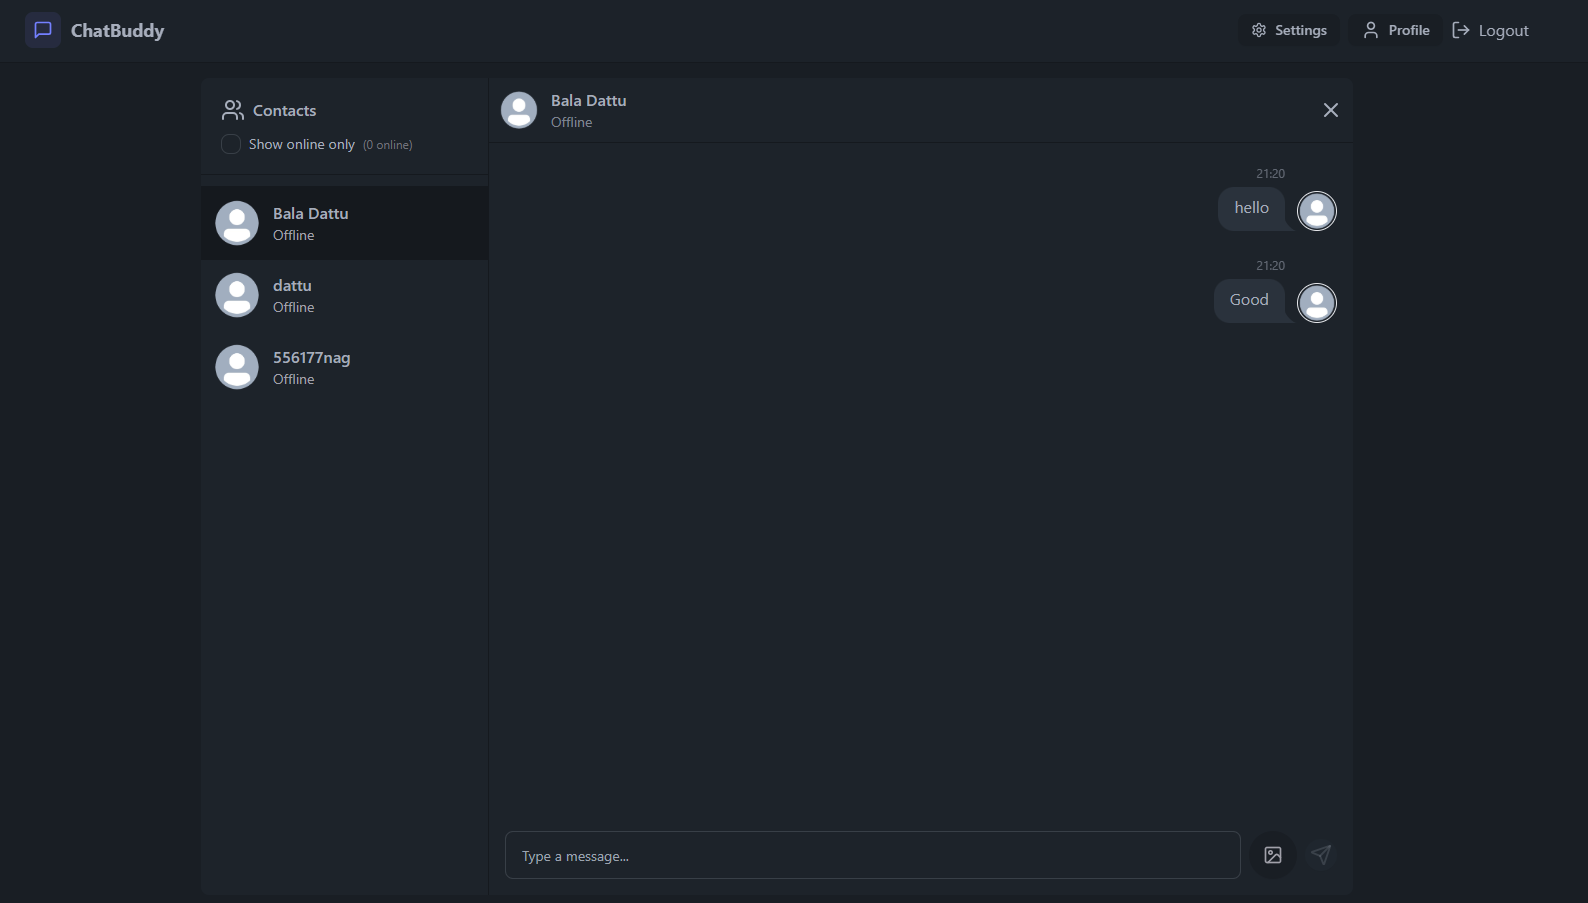 ChatBuddy
Settings
Profile
Logout
Contacts
Show online only (0 online)
Bala Dattu
Offline
dattu
Offline
556177nag
Offline
Bala Dattu
Offline
21:20
hello
21:20
Good
Type a message...